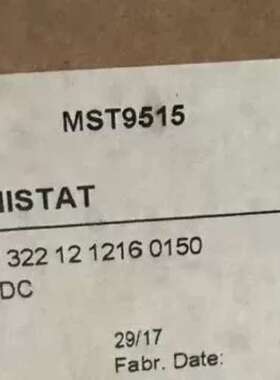 MST9515
ISTAT
322 12 1216 0150
DC
29/17
Fabr. Date: